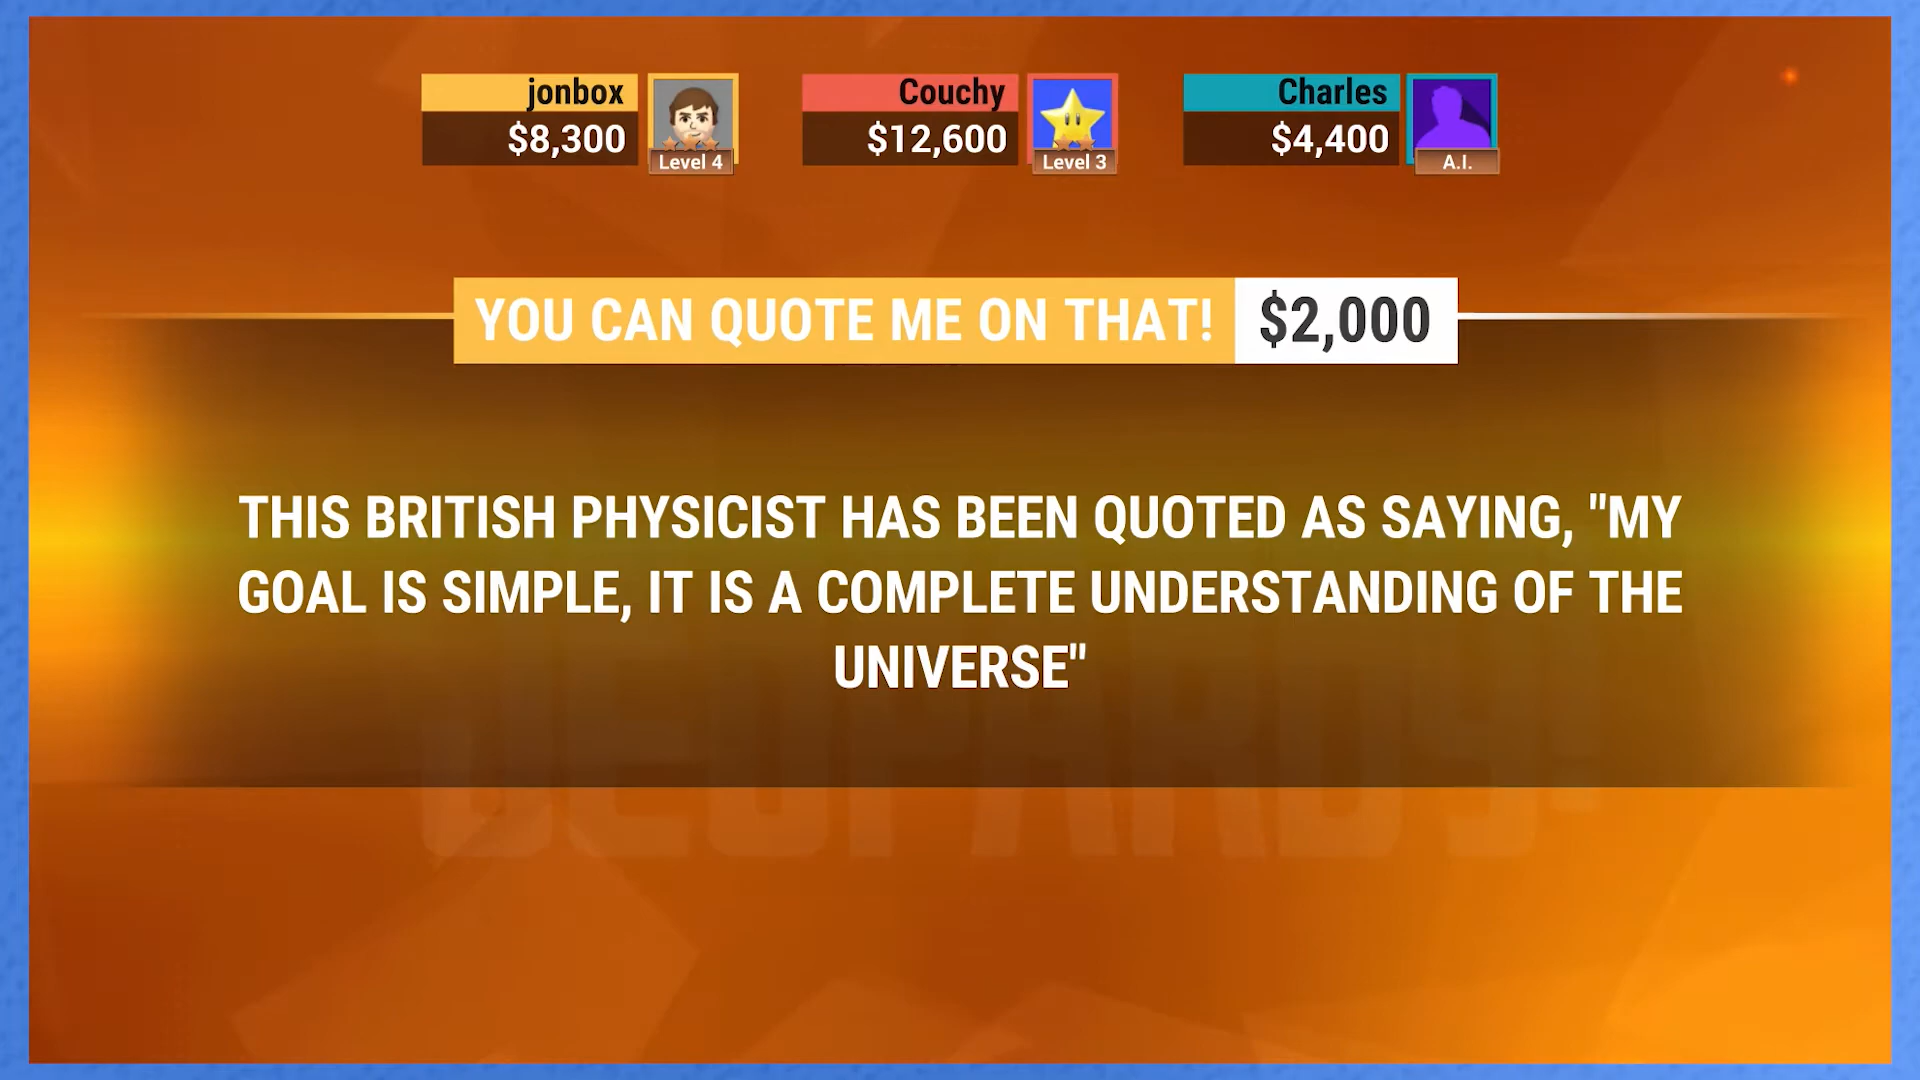 jonbox
$8,300
Level 4
Couchy
$12,600
Level 3
Charles
$4,400
A.I.
YOU CAN QUOTE ME ON THAT! $2,000
THIS BRITISH PHYSICIST HAS BEEN QUOTED AS SAYING, "MY
GOAL IS SIMPLE, IT IS A COMPLETE UNDERSTANDING OF THE
UNIVERSE"
JEOPARDY!